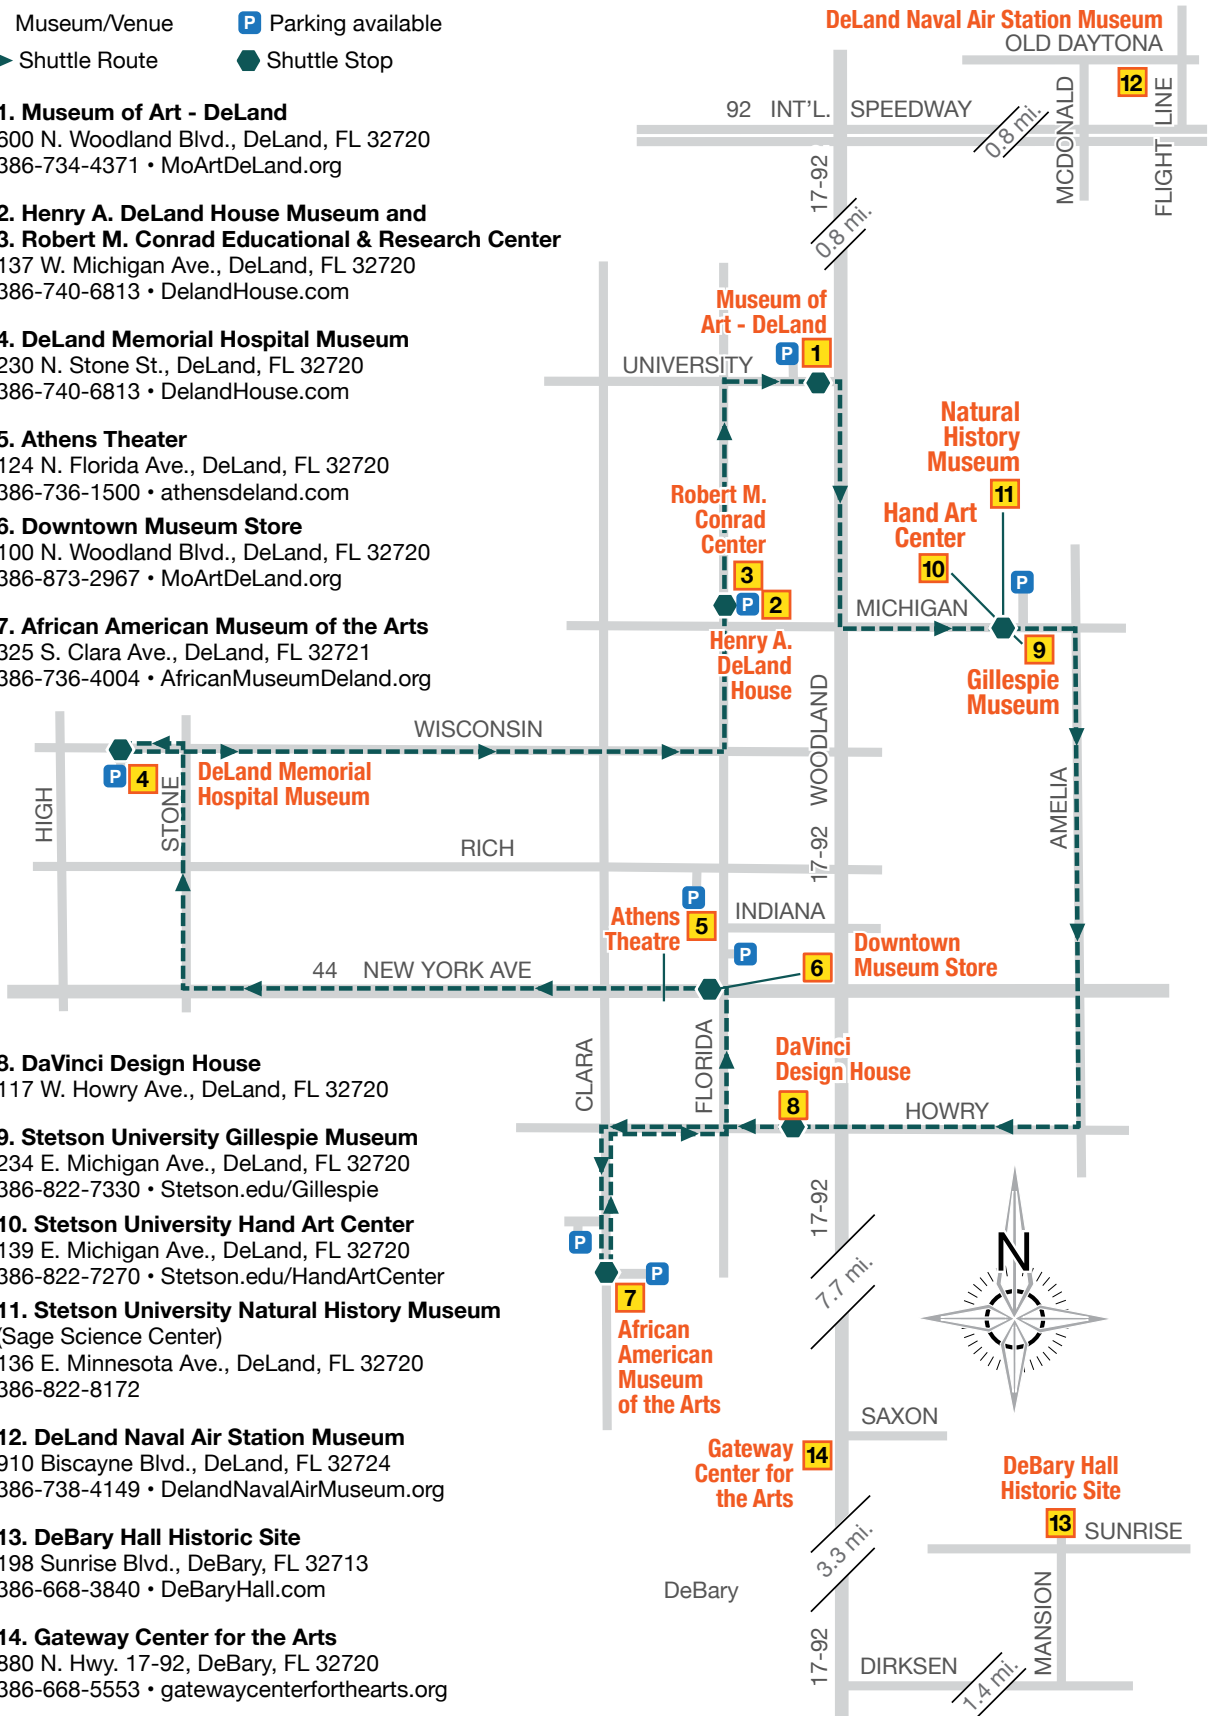 Museum/Venue
P Parking available
Shuttle Route
Shuttle Stop
1. Museum of Art - DeLand
600 N. Woodland Blvd., DeLand, FL 32720
386-734-4371 • MoArtDeLand.org
2. Henry A. DeLand House Museum and
3. Robert M. Conrad Educational & Research Center
137 W. Michigan Ave., DeLand, FL 32720
386-740-6813 • DelandHouse.com
4. DeLand Memorial Hospital Museum
230 N. Stone St., DeLand, FL 32720
386-740-6813 • DelandHouse.com
5. Athens Theater
124 N. Florida Ave., DeLand, FL 32720
386-736-1500 • athensdeland.com
6. Downtown Museum Store
100 N. Woodland Blvd., DeLand, FL 32720
386-873-2967 • MoArtDeLand.org
7. African American Museum of the Arts
325 S. Clara Ave., DeLand, FL 32721
386-736-4004 • AfricanMuseumDeland.org
8. DaVinci Design House
117 W. Howry Ave., DeLand, FL 32720
9. Stetson University Gillespie Museum
234 E. Michigan Ave., DeLand, FL 32720
386-822-7330 • Stetson.edu/Gillespie
10. Stetson University Hand Art Center
139 E. Michigan Ave., DeLand, FL 32720
386-822-7270 • Stetson.edu/HandArtCenter
11. Stetson University Natural History Museum
(Sage Science Center)
136 E. Minnesota Ave., DeLand, FL 32720
386-822-8172
12. DeLand Naval Air Station Museum
910 Biscayne Blvd., DeLand, FL 32724
386-738-4149 • DelandNavalAirMuseum.org
13. DeBary Hall Historic Site
198 Sunrise Blvd., DeBary, FL 32713
386-668-3840 • DeBaryHall.com
14. Gateway Center for the Arts
880 N. Hwy. 17-92, DeBary, FL 32720
386-668-5553 • gatewaycenterforthearts.org
DeLand Naval Air Station Museum
OLD DAYTONA
12
MCDONALD
FLIGHT LINE
92 INT'L. SPEEDWAY
0.8 mi.
17-92
0.8 mi.
Museum of
Art - DeLand
P 1
UNIVERSITY
Natural
History
Museum
11
Hand Art
Center
10
P
Robert M.
Conrad
Center
3
P 2
Henry A.
DeLand
House
MICHIGAN
9
Gillespie
Museum
WOODLAND
AMELIA
WISCONSIN
P 4
DeLand Memorial
Hospital Museum
HIGH
STONE
RICH
17-92
P
Athens
Theatre
5
INDIANA
P
6
Downtown
Museum Store
44 NEW YORK AVE
CLARA
FLORIDA
DaVinci
Design House
8
HOWRY
17-92
P
P
7
African
American
Museum
of the Arts
N
7.7 mi.
SAXON
Gateway
Center for
the Arts
14
DeBary Hall
Historic Site
13
SUNRISE
3.3 mi.
DeBary
MANSION
17-92
DIRKSEN
1.4 mi.